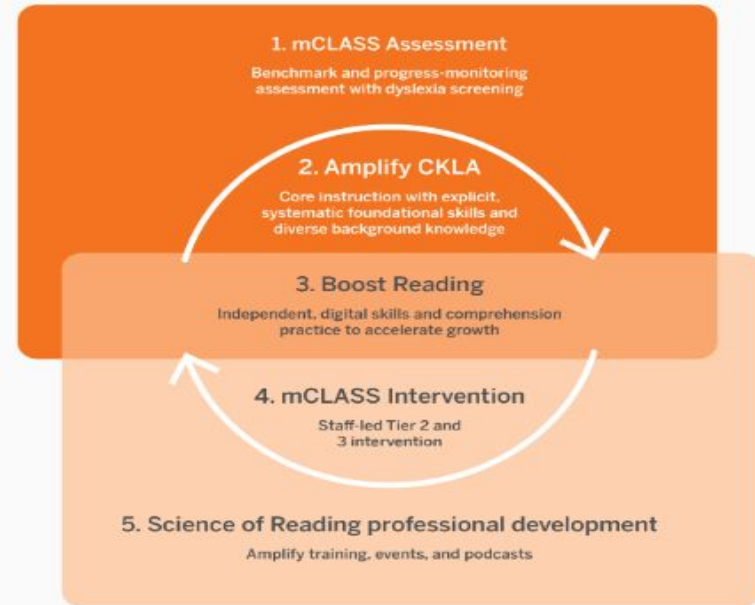 1. mCLASS Assessment
Benchmark and progress-monitoring
assessment with dyslexia screening
2. Amplify CKLA
Core instruction with explicit,
systematic foundational skills and
diverse background knowledge
3. Boost Reading
Independent, digital skills and comprehension
practice to accelerate growth
4. mCLASS Intervention
Staff-led Tier 2 and
3 intervention
5. Science of Reading professional development
Amplify training, events, and podcasts